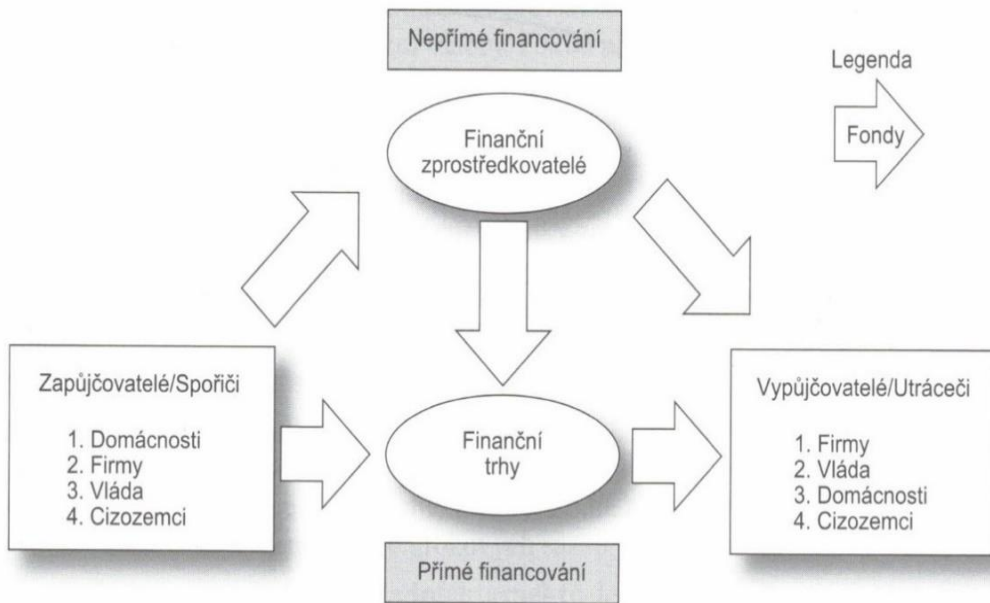 Nepřímé financování
Legenda
Fondy
Finanční
zprostředkovatelé
Zapůjčovatelé/Spořiči
1. Domácnosti
2. Firmy
3. Vláda
4. Cizozemci
Finanční
trhy
Vypůjčovatelé/Utráceči
1. Firmy
2. Vláda
3. Domácnosti
4. Cizozemci
Přímé financování